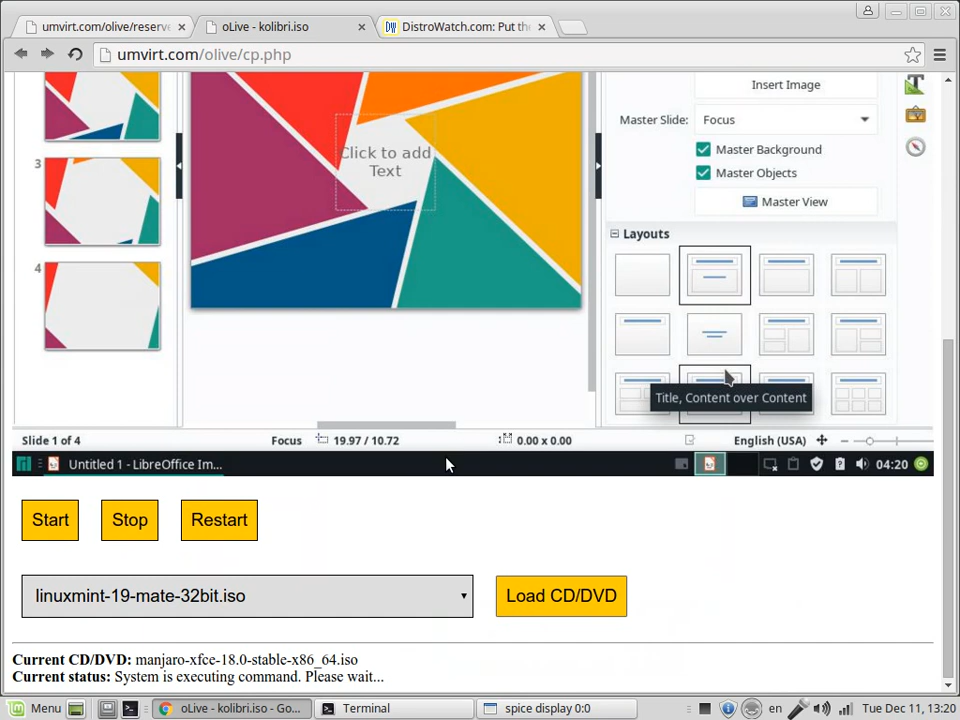 umvirt.com/olive/reserve
oLive - kolibri.iso
DistroWatch.com: Put the
umvirt.com/olive/cp.php
3
4
Click to add
Text
Insert Image
Master Slide:
Focus
Master Background
Master Objects
Master View
Layouts
Title, Content over Content
Slide 1 of 4
Focus
19.97 / 10.72
0.00 x 0.00
English (USA)
Untitled 1 - LibreOffice Im...
04:20
Start
Stop
Restart
linuxmint-19-mate-32bit.iso
Load CD/DVD
Current CD/DVD: manjaro-xfce-18.0-stable-x86_64.iso
Current status: System is executing command. Please wait...
Menu
oLive - kolibri.iso - Go...
Terminal
spice display 0:0
en
Tue Dec 11, 13:20